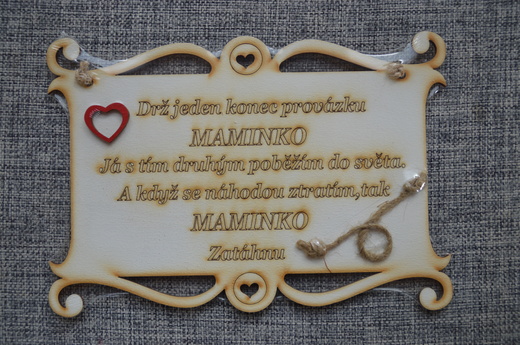 Drž jeden konec provázku
MAMINKO
Já s tím druhým poběžím do světa.
A když se náhodou ztratím,tak
MAMINKO
Zatáhnu